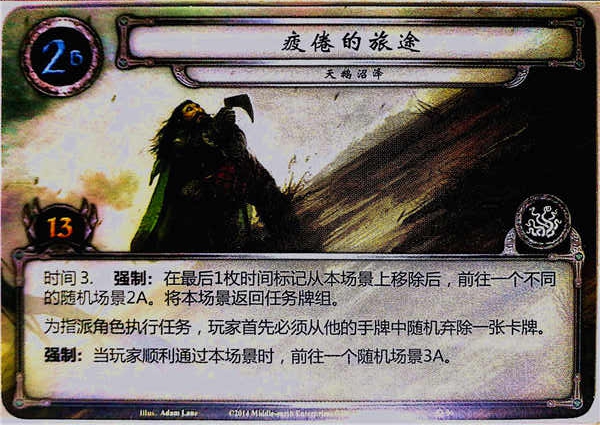 2B
疲倦的旅途
天鹅沼泽
13
时间 3. 强制：在最后1枚时间标记从本场景上移除后，前往一个不同
的随机场景2A。将本场景返回任务牌组。
为指派角色执行任务，玩家首先必须从他的手牌中随机弃除一张卡牌。
强制：当玩家顺利通过本场景时，前往一个随机场景3A。
Illus. Adam Lane ©2014 Middle-earth Enterprises